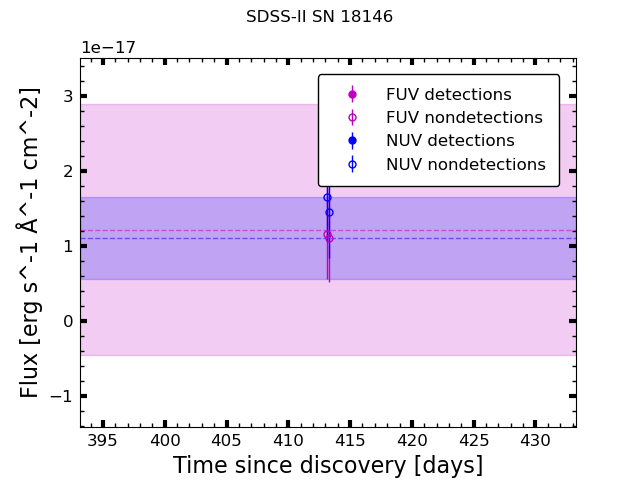 SDSS-II SN 18146
1e−17
FUV detections
FUV nondetections
NUV detections
NUV nondetections
3
2
1
0
−1
Flux [erg s^-1 Å^-1 cm^-2]
395 400 405 410 415 420 425 430
Time since discovery [days]